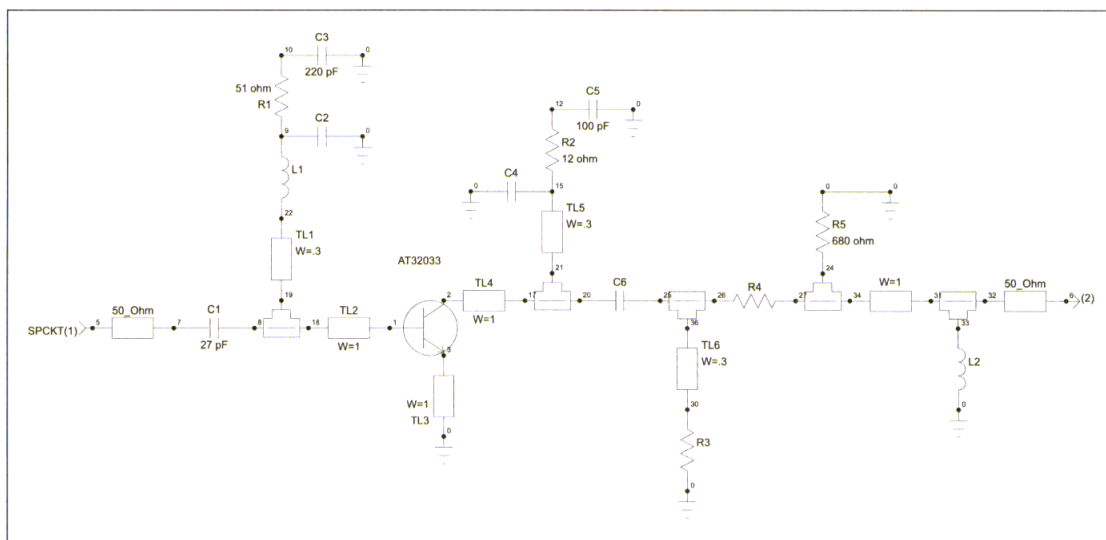 10
C3
0
220 pF
51 ohm
R1
12
C5
0
100 pF
9
C2
0
R2
12 ohm
L1
C4
0
15
0
0
22
TL5
W=.3
R5
680 ohm
TL1
W=.3
AT32033
21
24
19
TL4
2
17
20
C6
25
26
R4
27
34
W=1
31
32
50_Ohm
6
(2)
50_Ohm
C1
TL2
SPCKT(1)
5
7
8
18
1
W=1
36
33
27 pF
W=1
3
TL6
W=.3
L2
W=1
TL3
30
0
0
R3
0